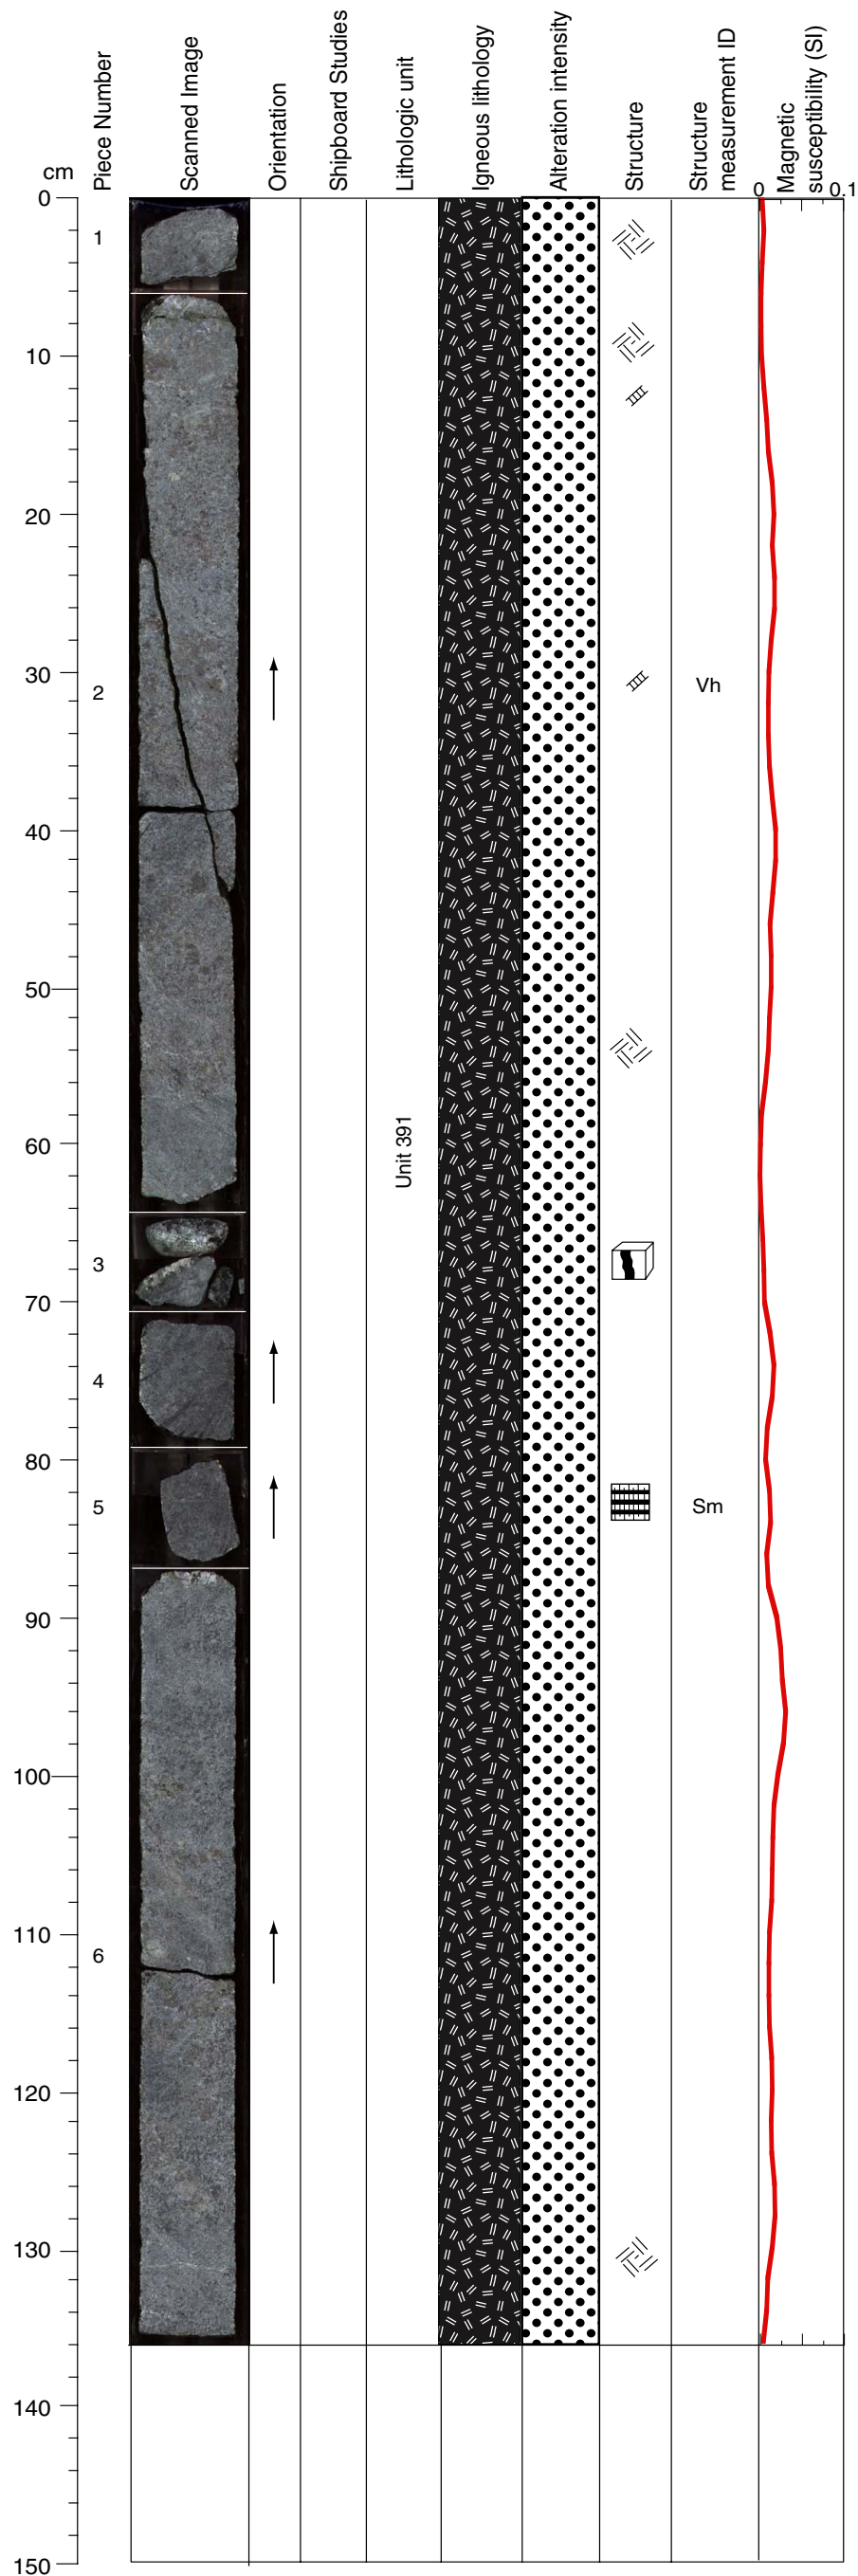 cm
Piece Number
Scanned Image
Orientation
Shipboard Studies
Lithologic unit
Igneous lithology
Alteration intensity
Structure
Structure
measurement ID
Magnetic
susceptibility (SI)
0
0.1
0
1
10
20
30
2
Vh
40
50
60
Unit 391
3
70
4
80
5
Sm
90
100
110
6
120
130
140
150